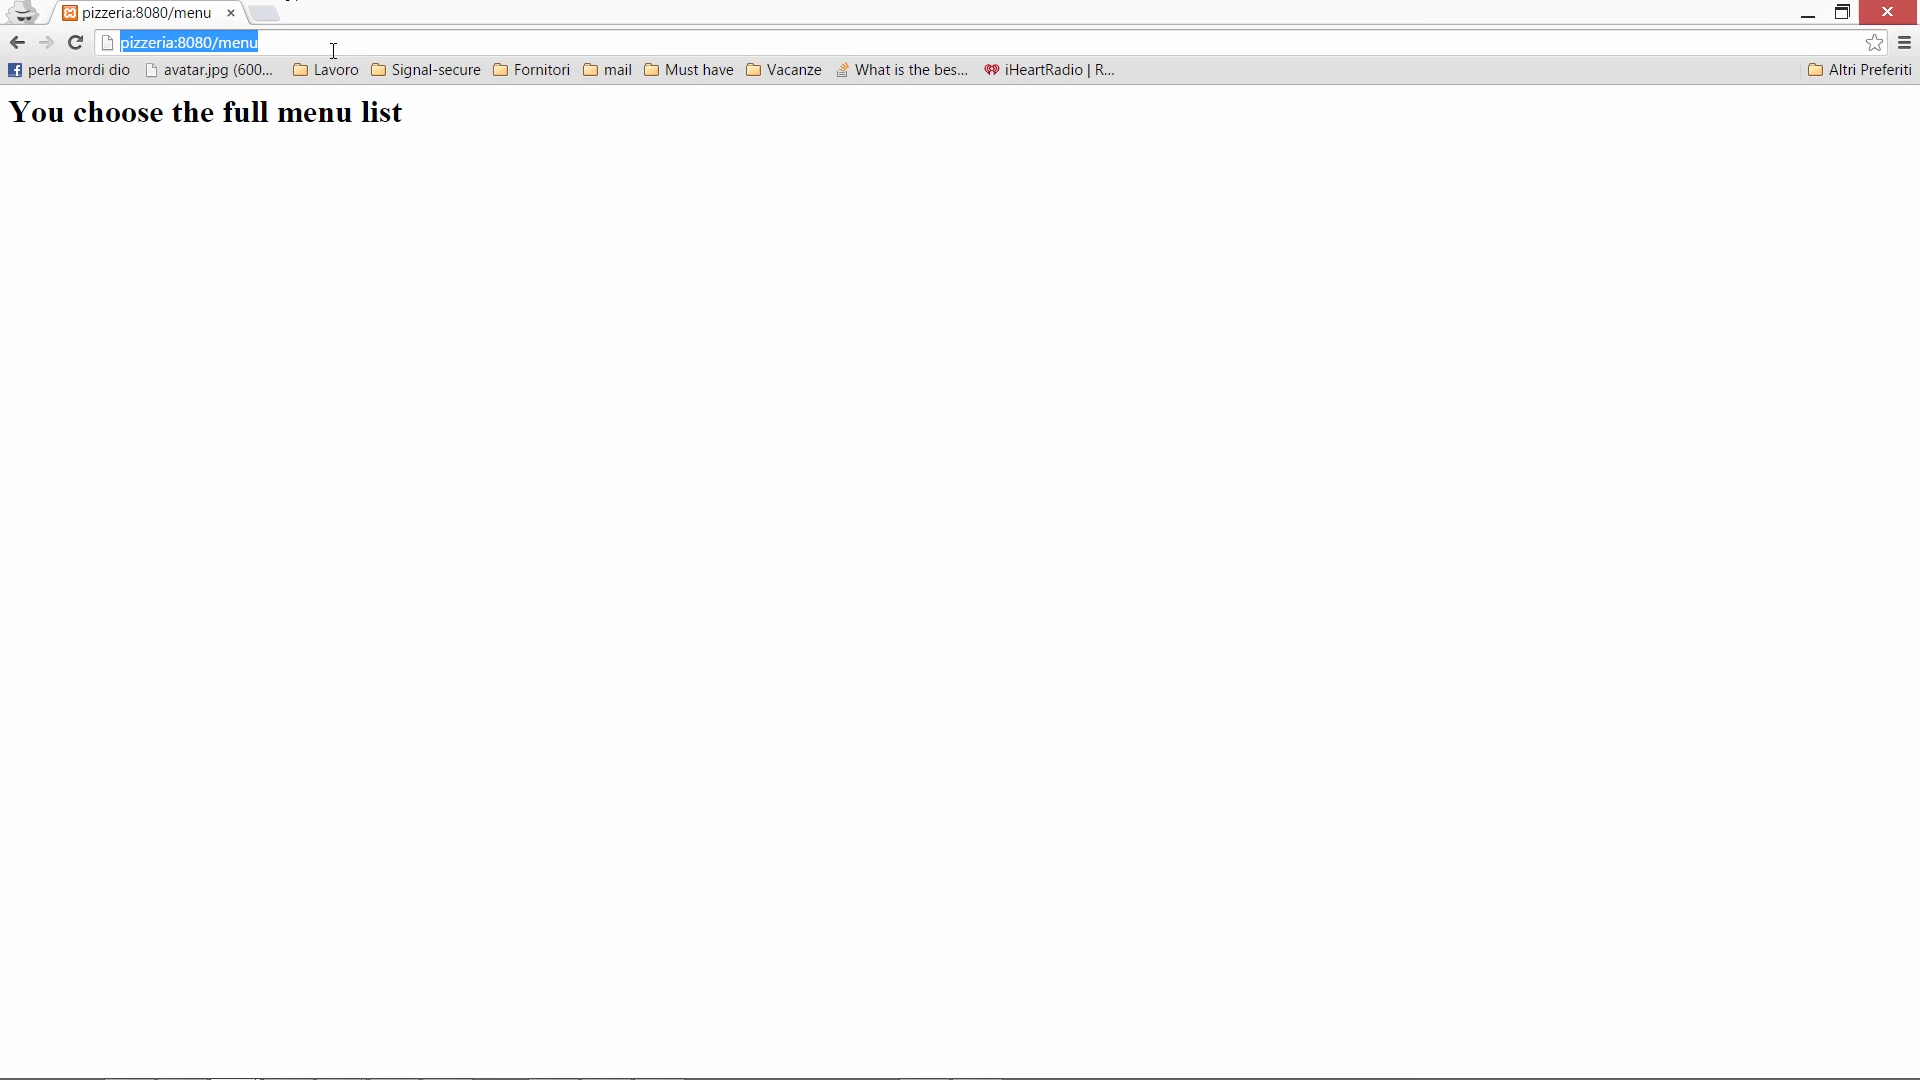 pizzeria:8080/menu
pizzeria:8080/menu
perla mordi dio avatar.jpg (600... Lavoro Signal-secure Fornitori mail Must have Vacanze What is the bes... iHeartRadio | R... Altri Preferiti
You choose the full menu list